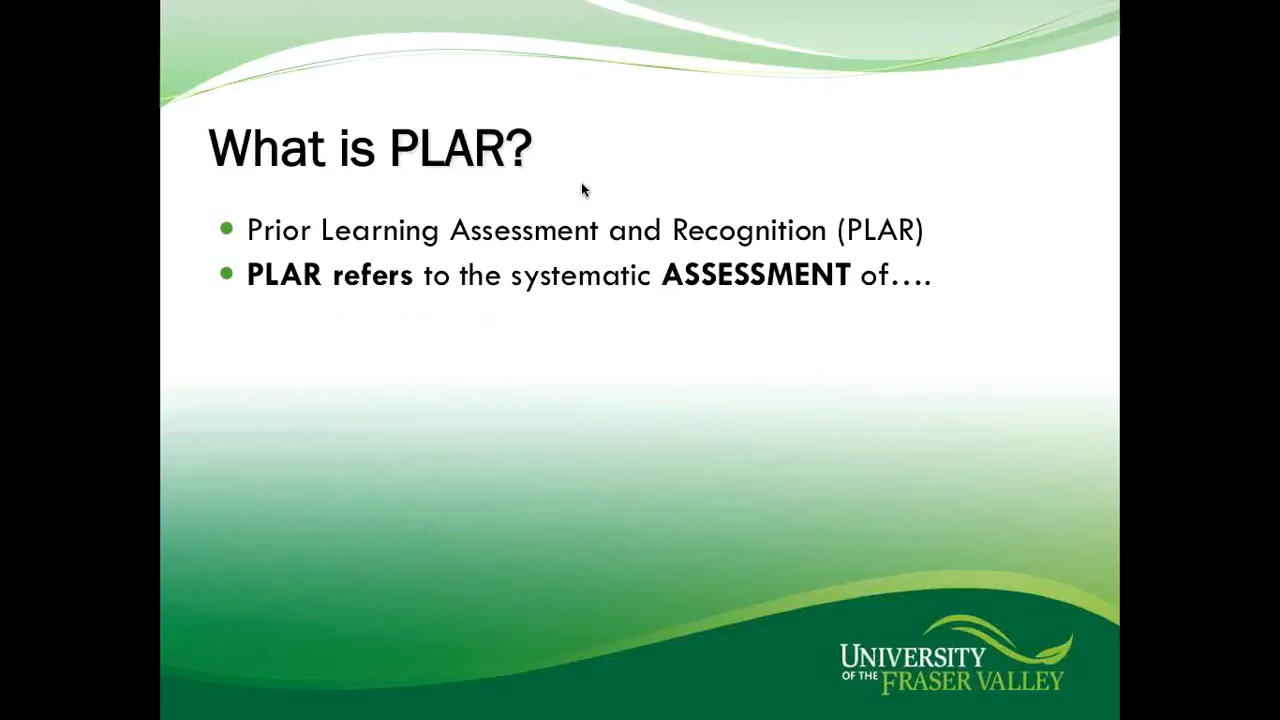 What is PLAR?
Prior Learning Assessment and Recognition (PLAR)
PLAR refers to the systematic ASSESSMENT of….
UNIVERSITY
OF THE FRASER VALLEY